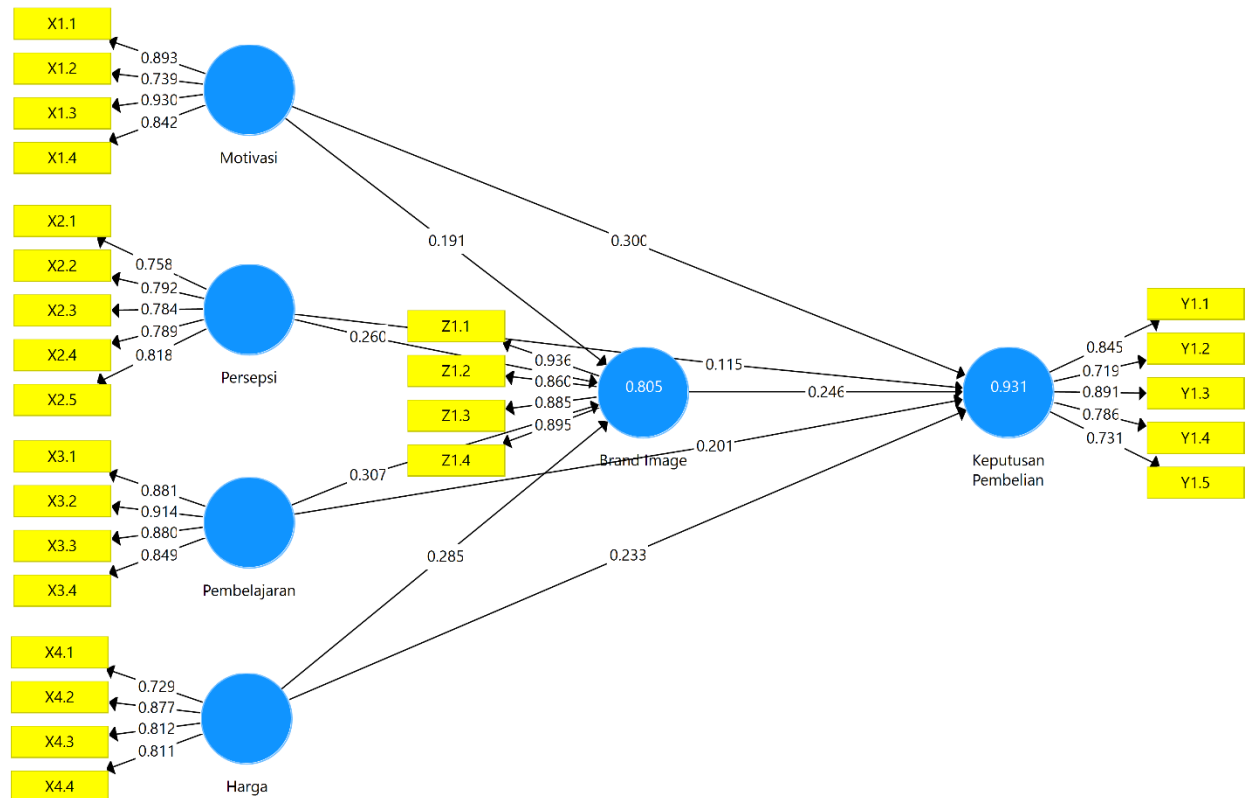 X1.1
X1.2
X1.3
X1.4
0.893
0.739
0.930
0.842
Motivasi
X2.1
X2.2
X2.3
X2.4
X2.5
0.758
0.792
0.784
0.789
0.818
Persepsi
X3.1
X3.2
X3.3
X3.4
0.881
0.914
0.880
0.849
Pembelajaran
X4.1
X4.2
X4.3
X4.4
0.729
0.877
0.812
0.811
Harga
0.191
0.260
0.307
0.285
Z1.1
Z1.2
Z1.3
Z1.4
0.936
0.860
0.885
0.895
0.805
Brand Image
0.300
0.115
0.246
0.201
0.233
0.931
Keputusan
Pembelian
0.845
0.719
0.891
0.786
0.731
Y1.1
Y1.2
Y1.3
Y1.4
Y1.5